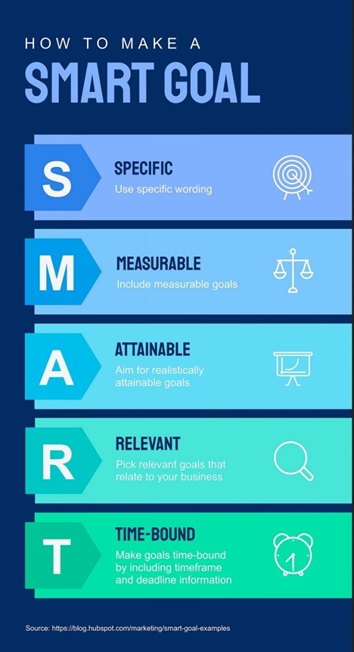 HOW TO MAKE A
SMART GOAL
S
SPECIFIC
Use specific wording
M
MEASURABLE
Include measurable goals
A
ATTAINABLE
Aim for realistically
attainable goals
R
RELEVANT
Pick relevant goals that
relate to your business
T
TIME-BOUND
Make goals time-bound
by including timeframe
and deadline information
Source: https://blog.hubspot.com/marketing/smart-goal-examples